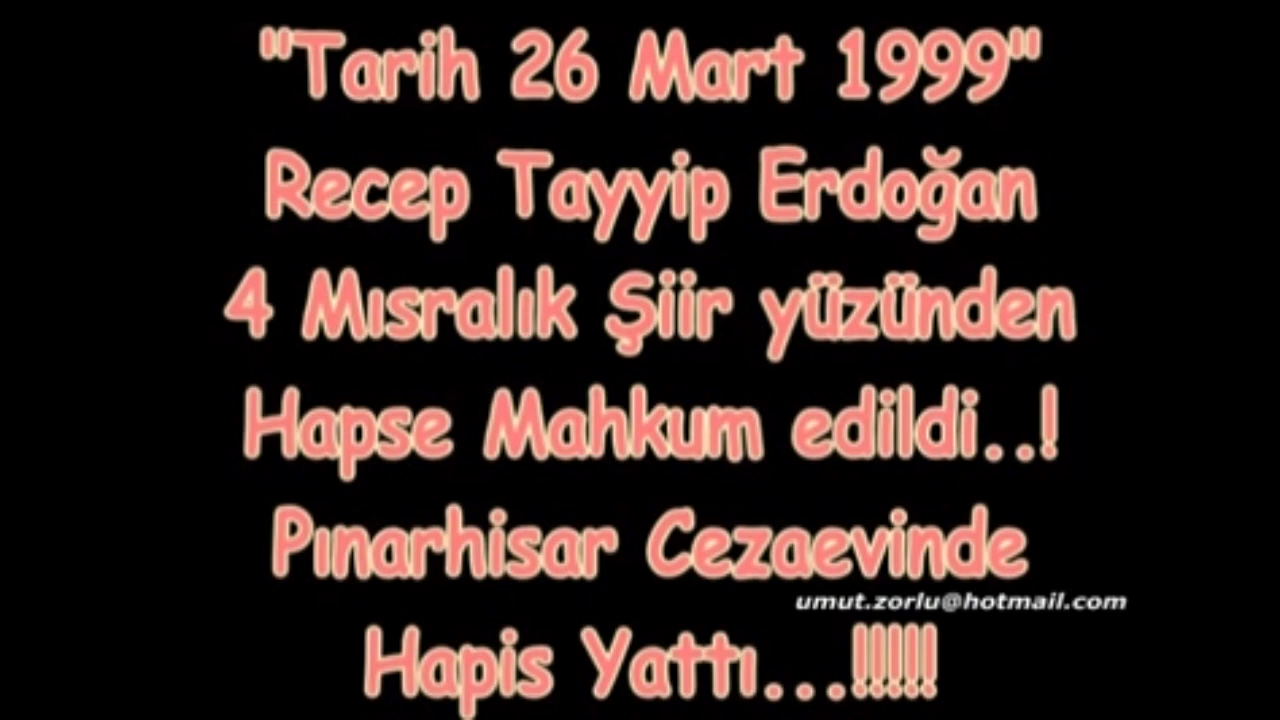 "Tarih 26 Mart 1999"
Recep Tayyip Erdoğan
4 Mısralık Şiir yüzünden
Hapse Mahkum edildi..!
Pınarhisar Cezaevinde
umut.zorlu@hotmail.com
Hapis Yattı...!!!!!